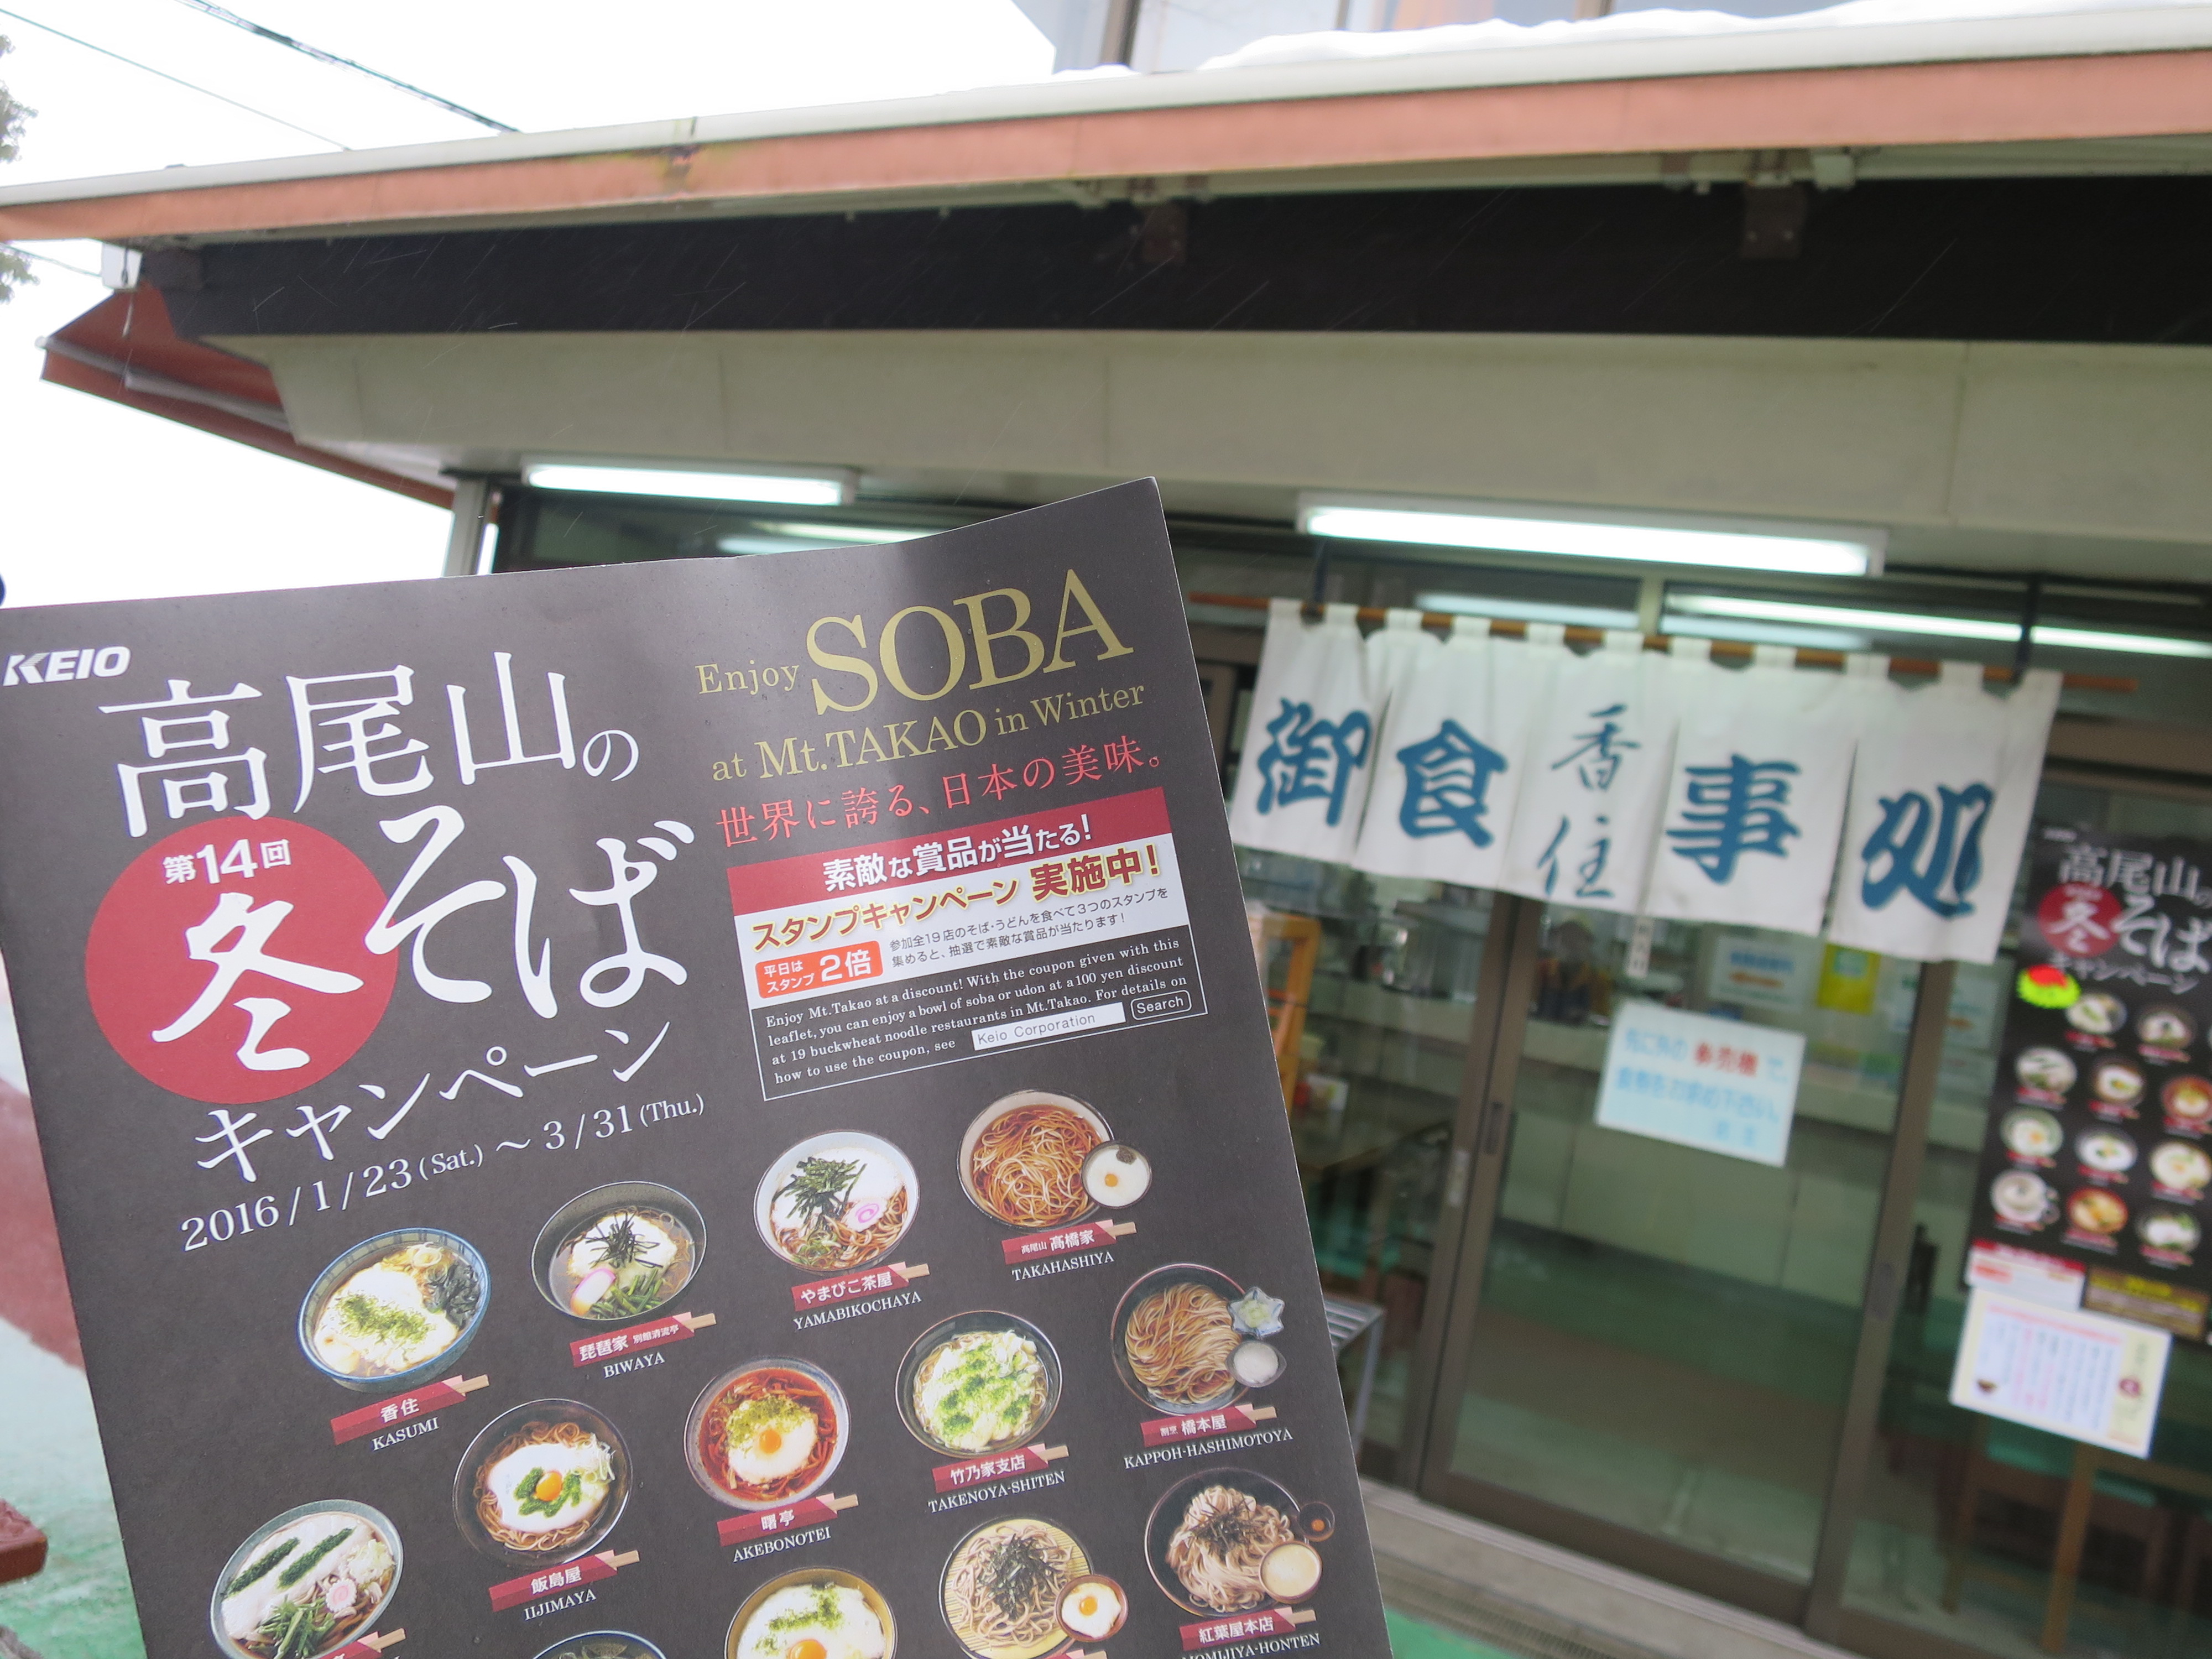 KEIO
高尾山の
第14回
冬そば
キャンペーン
2016/1/23(Sat.)～3/31(Thu.)
Enjoy SOBA
at Mt.TAKAO in Winter
世界に誇る、日本の美味。
素敵な賞品が当たる!
スタンプキャンペーン 実施中!
平日は
スタンプ2倍
参加全19店のそば・うどんを食べて3つのスタンプを
集めると、抽選で素敵な賞品が当たります!
Enjoy Mt.Takao at a discount! With the coupon given with this
leaflet, you can enjoy a bowl of soba or udon at a 100 yen discount
at 19 buckwheat noodle restaurants in Mt.Takao. For details on
how to use the coupon, see Keio Corporation Search
香住
KASUMI
琵琶家 別館清流亭
BIWAYA
やまびこ茶屋
YAMABIKOCHAYA
高尾山 高橋家
TAKAHASHIYA
飯島屋
IIJIMAYA
曙亭
AKEBONOTEI
竹乃家支店
TAKENOYA-SHITEN
割烹 橋本屋
KAPPOH-HASHIMOTOYA
紅葉屋本店
MOMIJIYA-HONTEN
御食事処
香住
高尾山の
冬そば
キャンペーン